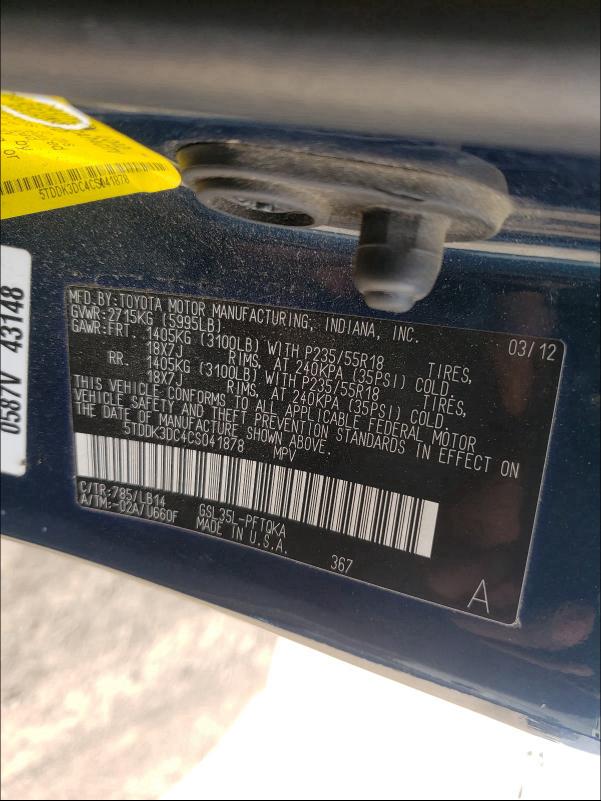 5TDDK3DC4CS041878
0587V 43148
MFD.BY:TOYOTA MOTOR MANUFACTURING, INDIANA, INC.
GVWR:2715KG (5995LB) 03/12
GAWR:FRT. 1405KG (3100LB) WITH P235/55R18 TIRES,
18X7J RIMS, AT 240KPA (35PSI) COLD
RR. 1405KG (3100LB) WITH P235/55R18 TIRES,
18X7J RIMS, AT 240KPA (35PSI) COLD.
THIS VEHICLE CONFORMS TO ALL APPLICABLE FEDERAL MOTOR
VEHICLE SAFETY AND THEFT PREVENTION STANDARDS IN EFFECT ON
THE DATE OF MANUFACTURE SHOWN ABOVE.
5TDDK3DC4CS041878 MPV
C/TR:785/LB14 GSL35L-PFTQKA
A/TM:-02A/U660F MADE IN U.S.A.
367
A